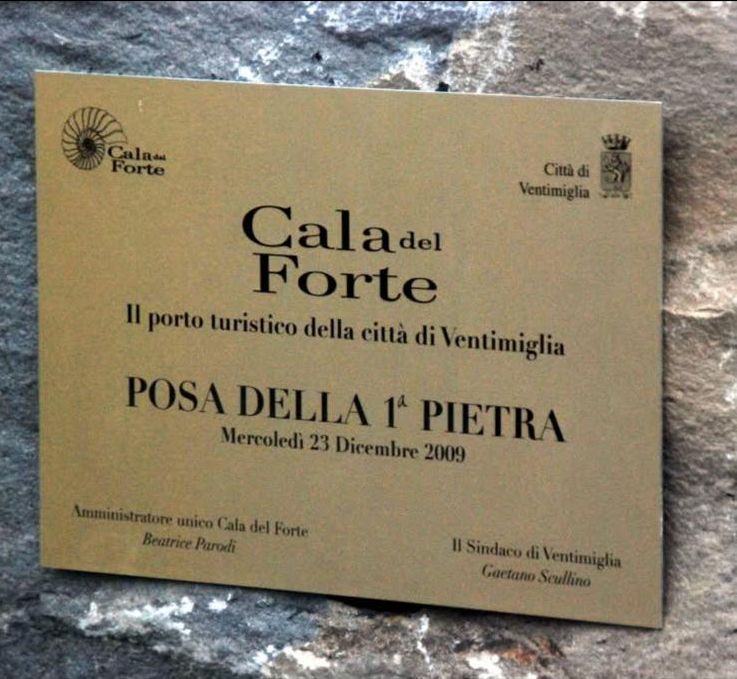 Cala del
Forte
Città di
Ventimiglia
Cala del
Forte
Il porto turistico della città di Ventimiglia
POSA DELLA 1ª PIETRA
Mercoledì 23 Dicembre 2009
Amministratore unico Cala del Forte
Beatrice Parodi
Il Sindaco di Ventimiglia
Gaetano Scullino